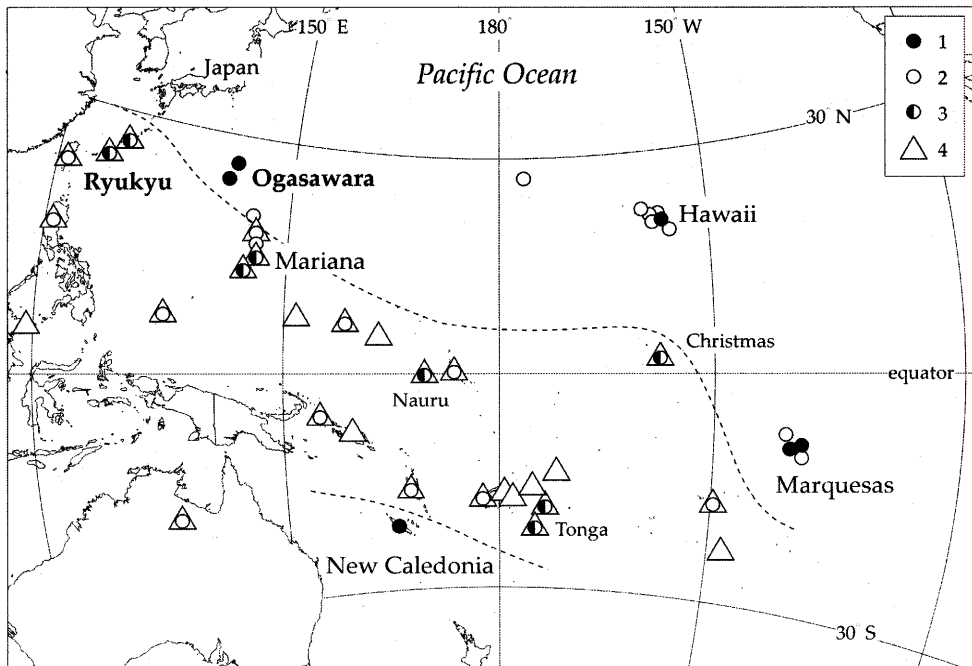 150 E
180°
150 W
1
2
3
4
Japan
Pacific Ocean
30 N
Ryukyu
Ogasawara
Hawaii
Mariana
Christmas
equator
Nauru
Marquesas
Tonga
New Caledonia
30 S